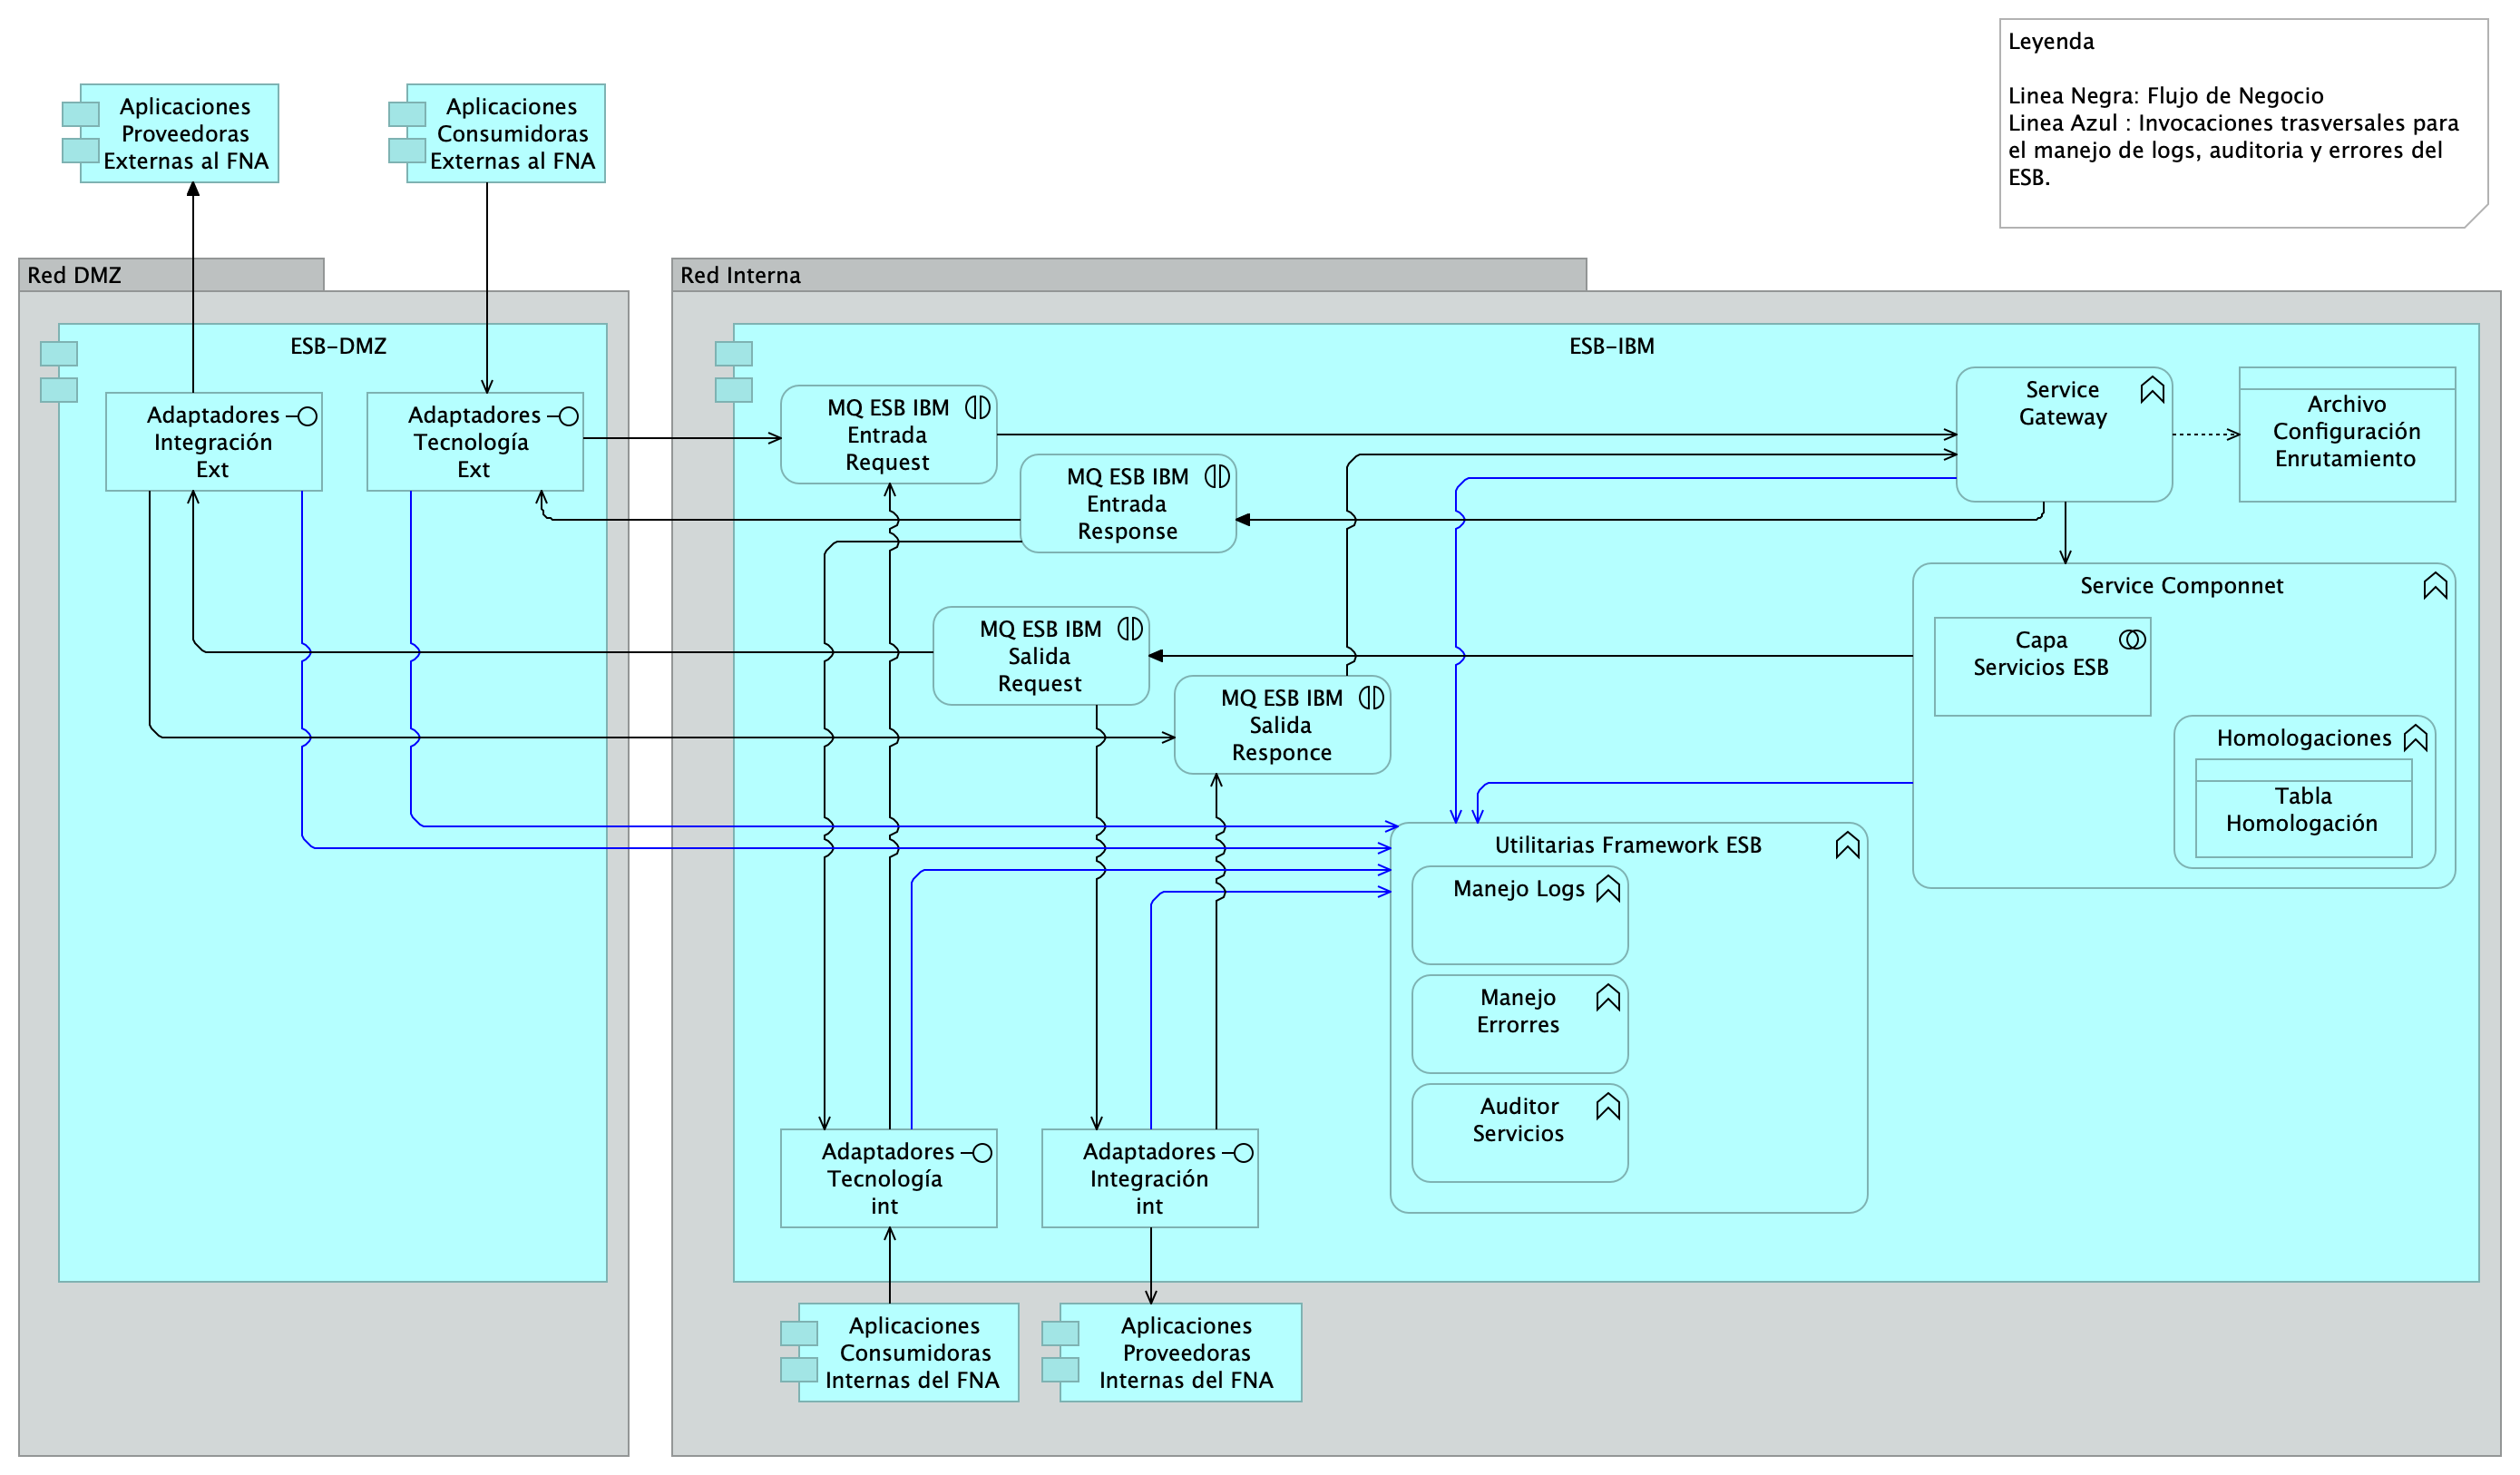 Leyenda
Linea Negra: Flujo de Negocio
Linea Azul : Invocaciones trasversales para
el manejo de logs, auditoria y errores del
ESB.
Aplicaciones
Proveedoras
Externas al FNA
Aplicaciones
Consumidoras
Externas al FNA
Red DMZ
ESB-DMZ
Adaptadores
Integración
Ext
Adaptadores
Tecnología
Ext
Red Interna
ESB-IBM
MQ ESB IBM
Entrada
Request
MQ ESB IBM
Entrada
Response
Service
Gateway
Archivo
Configuración
Enrutamiento
MQ ESB IBM
Salida
Request
MQ ESB IBM
Salida
Responce
Service Componnet
Capa
Servicios ESB
Homologaciones
Tabla
Homologación
Utilitarias Framework ESB
Manejo Logs
Manejo
Errorres
Auditor
Servicios
Adaptadores
Tecnología
int
Adaptadores
Integración
int
Aplicaciones
Consumidoras
Internas del FNA
Aplicaciones
Proveedoras
Internas del FNA